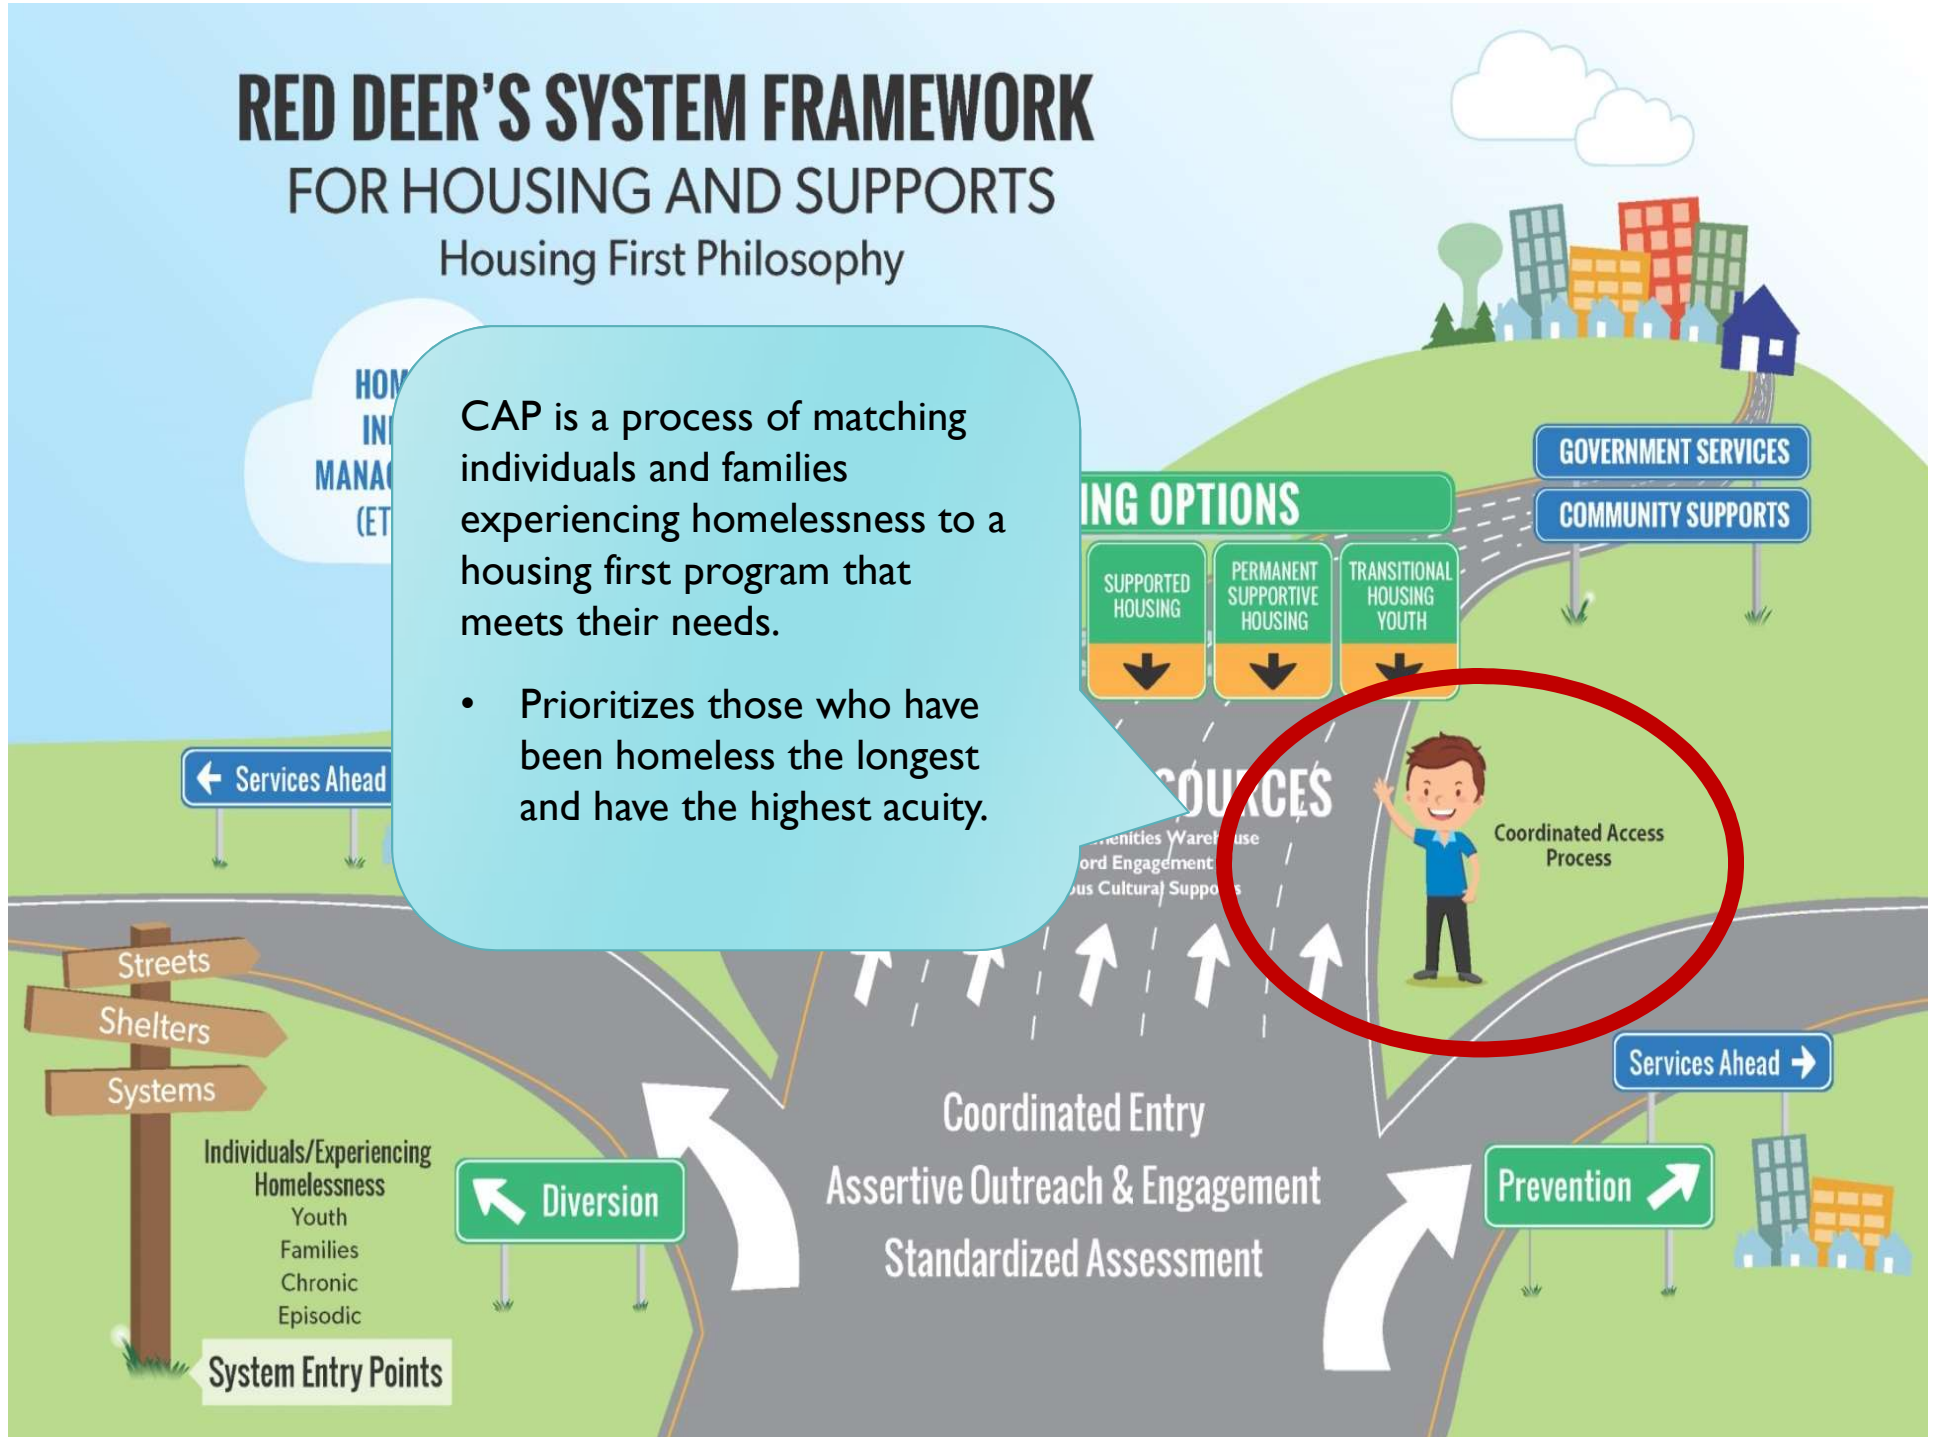 RED DEER'S SYSTEM FRAMEWORK
FOR HOUSING AND SUPPORTS
Housing First Philosophy
CAP is a process of matching
individuals and families
experiencing homelessness to a
housing first program that
meets their needs.
• Prioritizes those who have
been homeless the longest
and have the highest acuity.
OPTIONS
SUPPORTED
HOUSING
PERMANENT
SUPPORTIVE
HOUSING
TRANSITIONAL
HOUSING
YOUTH
GOVERNMENT SERVICES
COMMUNITY SUPPORTS
Services Ahead
Warehouse
Engagement
Cultural Supports
Coordinated Access
Process
Streets
Shelters
Systems
Individuals/Experiencing
Homelessness
Youth
Families
Chronic
Episodic
System Entry Points
Diversion
Coordinated Entry
Assertive Outreach & Engagement
Standardized Assessment
Services Ahead
Prevention